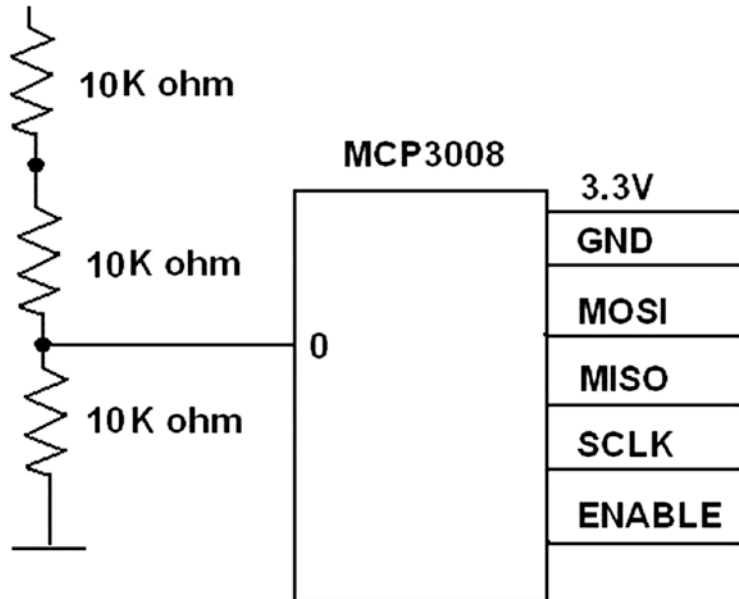 10K ohm
MCP3008
3.3V
GND
10K ohm
MOSI
0
MISO
10K ohm
SCLK
ENABLE